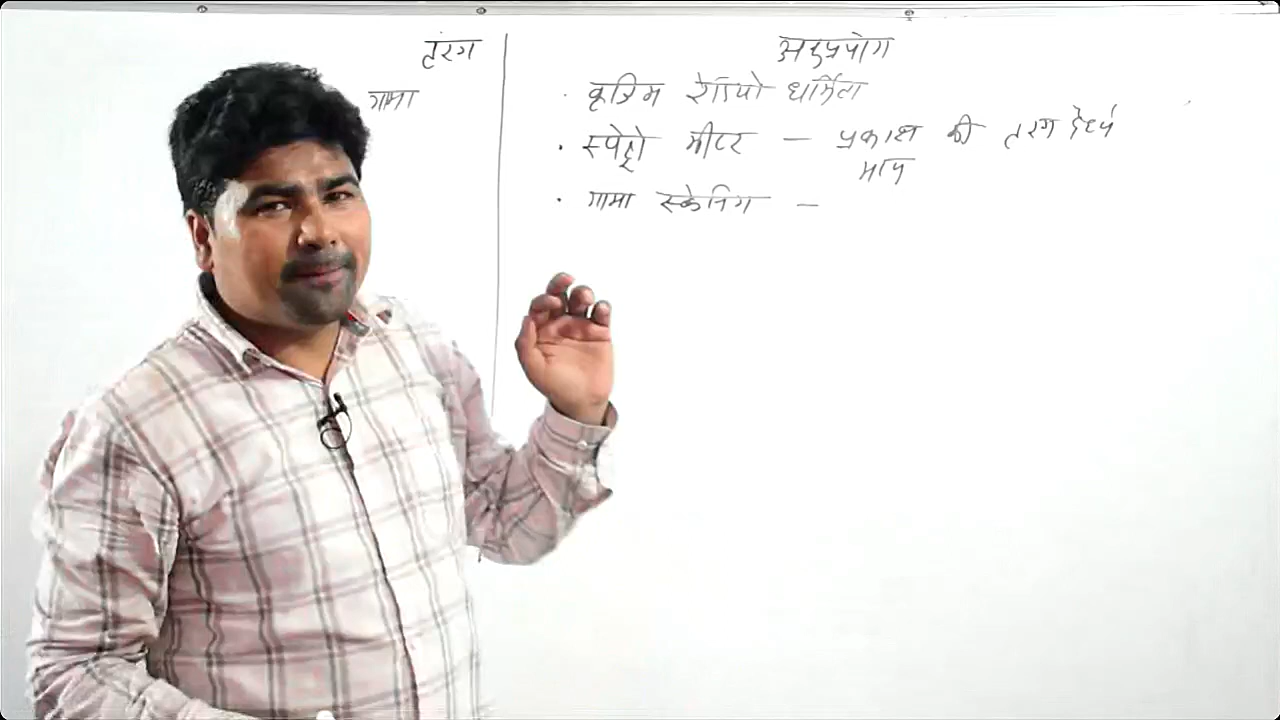 तरंग अनुप्रयोग
गामा
· कृत्रिम रेडियो धर्मिता
· स्पेक्ट्रो मीटर – प्रकाश की तरंग दैर्ध्य
माप
· गामा स्केनिंग –